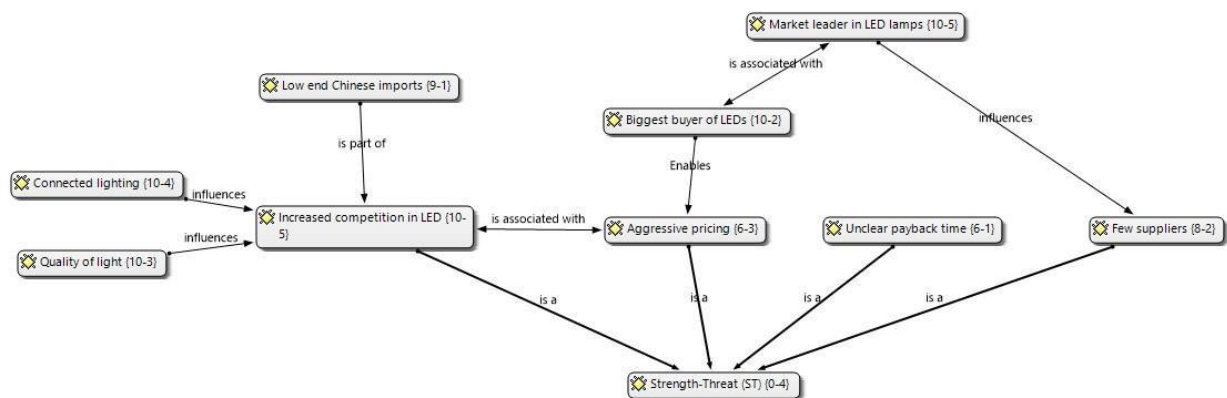 Market leader in LED lamps {10-5}
is associated with
Low end Chinese imports {9-1}
Biggest buyer of LEDs {10-2}
influences
is part of
Enables
Connected lighting {10-4}
influences
Increased competition in LED {10-
5}
is associated with
Aggressive pricing {6-3}
Unclear payback time {6-1}
Few suppliers {8-2}
influences
Quality of light {10-3}
is a
is a
is a
is a
Strength-Threat (ST) {0-4}